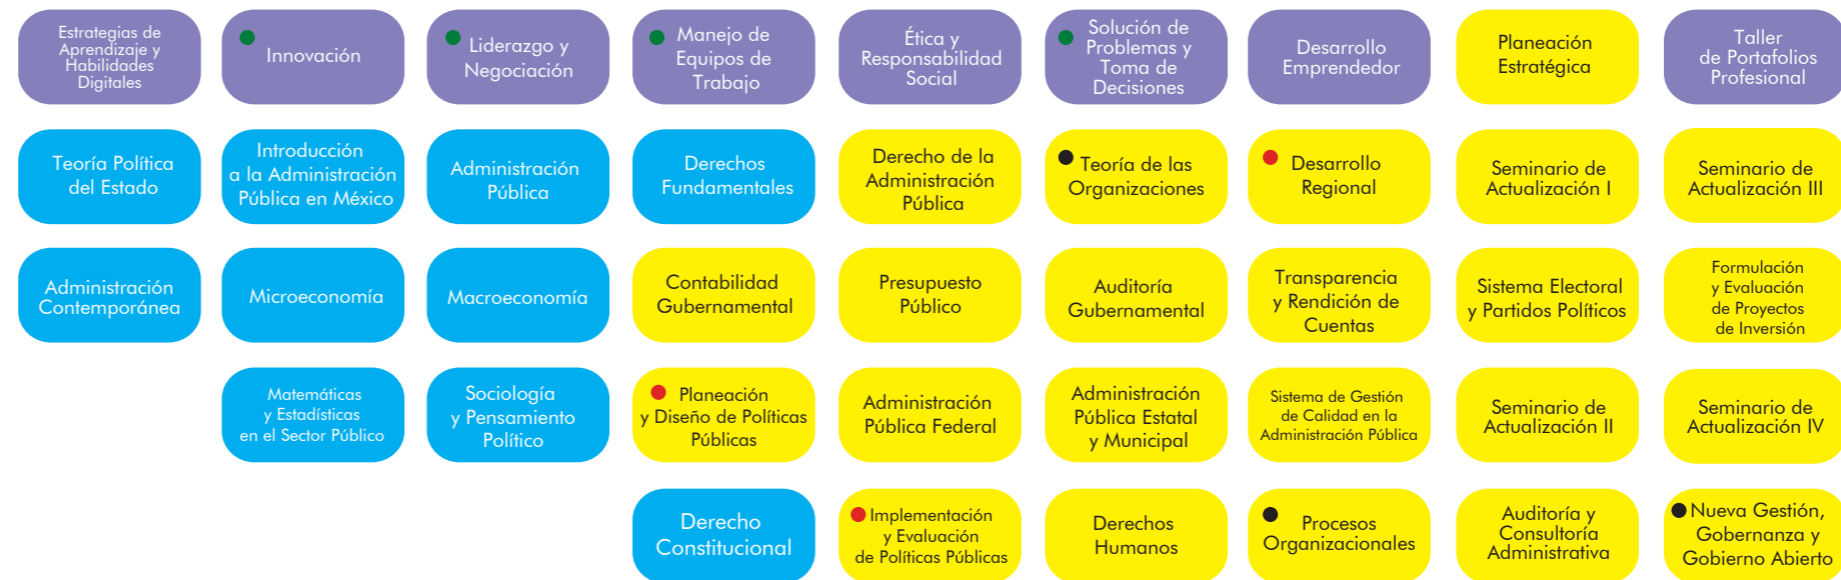 Estrategias de
Aprendizaje y
Habilidades
Digitales
Innovación
Liderazgo y
Negociación
Manejo de
Equipos de
Trabajo
Ética y
Responsabilidad
Social
Solución de
Problemas y
Toma de
Decisiones
Desarrollo
Emprendedor
Planeación
Estratégica
Taller
de Portafolios
Profesional
Teoría Política
del Estado
Introducción
a la Administración
Pública en México
Administración
Pública
Derechos
Fundamentales
Derecho de la
Administración
Pública
Teoría de las
Organizaciones
Desarrollo
Regional
Seminario de
Actualización I
Seminario de
Actualización III
Administración
Contemporánea
Microeconomía
Macroeconomía
Contabilidad
Gubernamental
Presupuesto
Público
Auditoría
Gubernamental
Transparencia
y Rendición de
Cuentas
Sistema Electoral
y Partidos Políticos
Formulación
y Evaluación
de Proyectos
de Inversión
Matemáticas
y Estadísticas
en el Sector Público
Sociología
y Pensamiento
Político
Planeación
y Diseño de Políticas
Públicas
Administración
Pública Federal
Administración
Pública Estatal
y Municipal
Sistema de Gestión
de Calidad en la
Administración Pública
Seminario de
Actualización II
Seminario de
Actualización IV
Derecho
Constitucional
Implementación
y Evaluación
de Políticas Públicas
Derechos
Humanos
Procesos
Organizacionales
Auditoría y
Consultoría
Administrativa
Nueva Gestión,
Gobernanza y
Gobierno Abierto